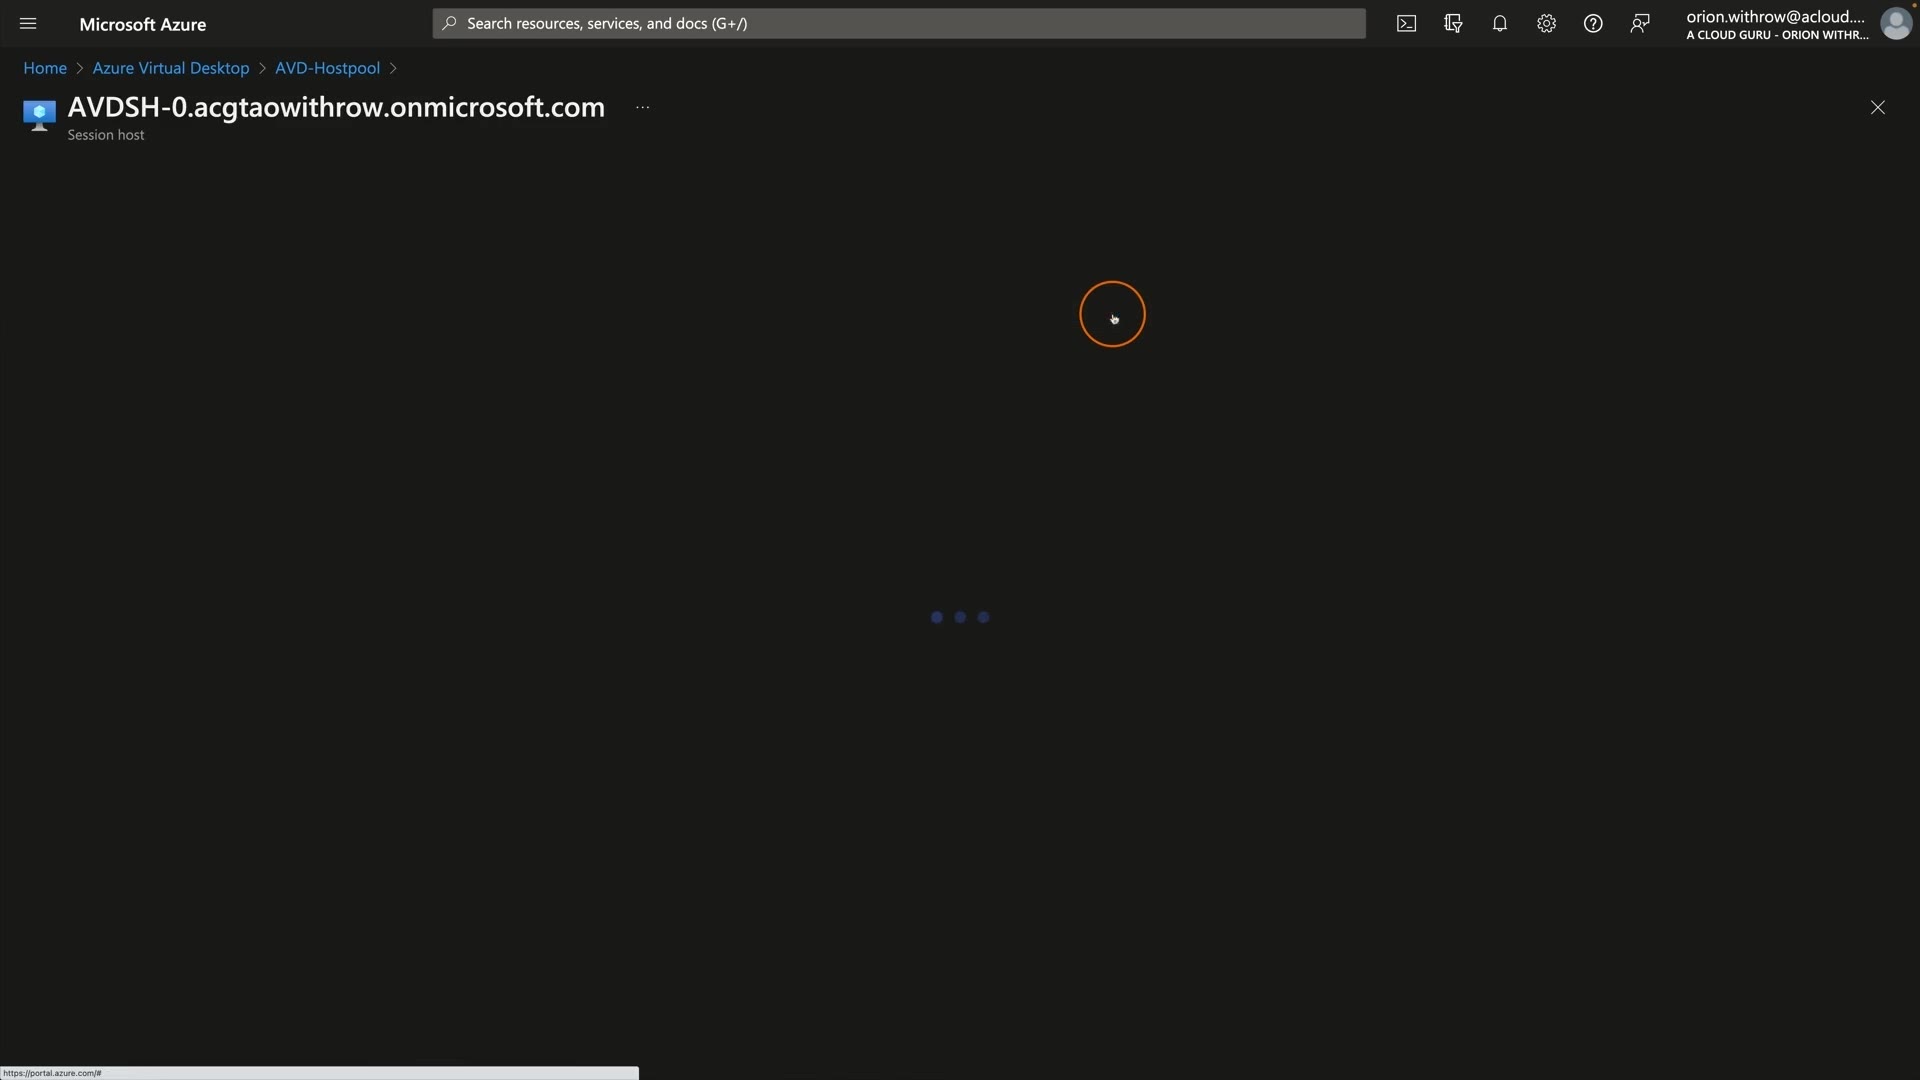 Microsoft Azure
Search resources, services, and docs (G+/)
orion.withrow@acloud....
A CLOUD GURU - ORION WITHR...
Home > Azure Virtual Desktop > AVD-Hostpool >
AVDSH-0.acgtaowithrow.onmicrosoft.com ...
Session host
https://portal.azure.com/#